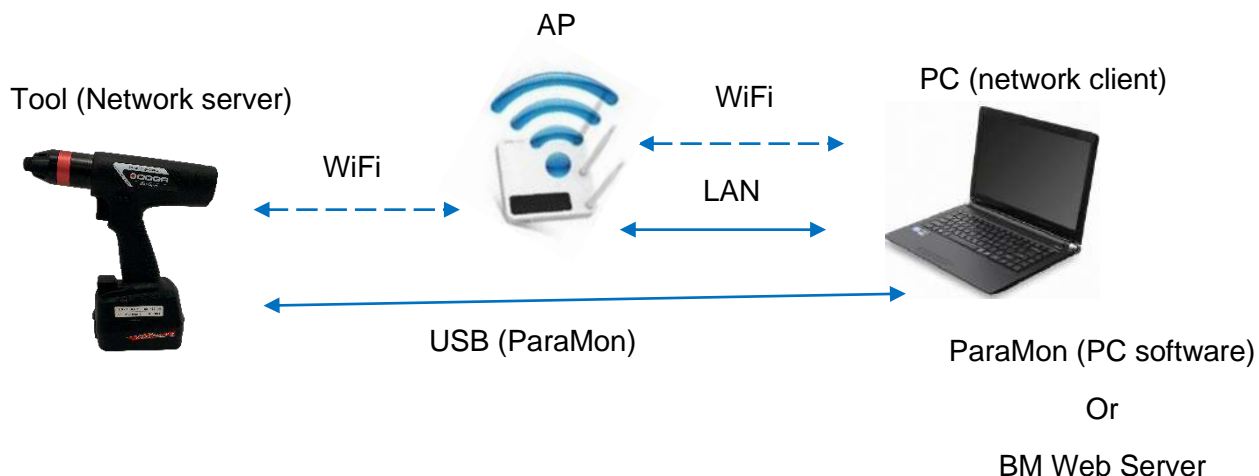 AP
Tool (Network server)
WiFi
PC (network client)
WiFi
LAN
USB (ParaMon)
ParaMon (PC software)
Or
BM Web Server